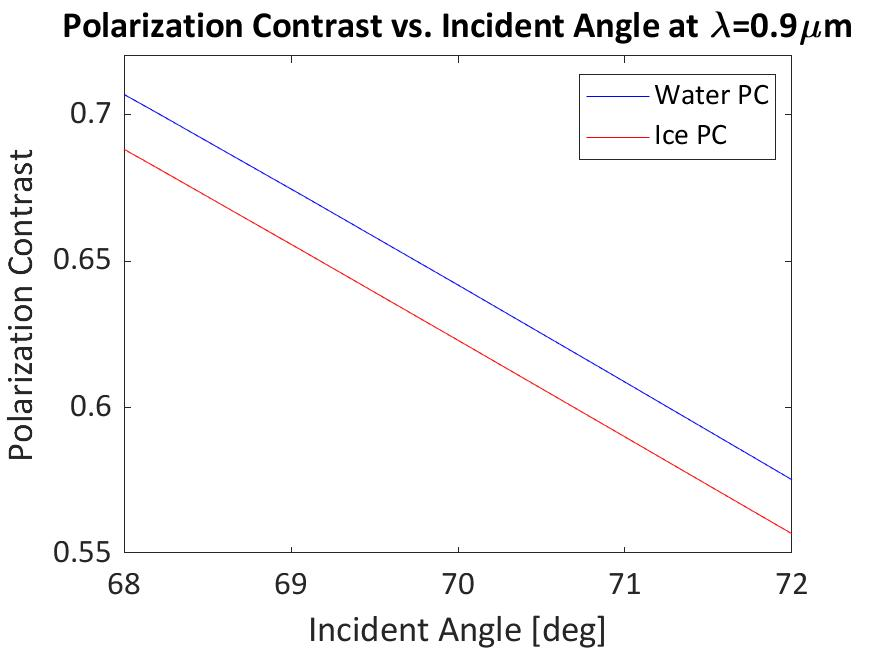 Polarization Contrast vs. Incident Angle at λ=0.9μm
Water PC
Ice PC
Polarization Contrast
0.7
0.65
0.6
0.55
68 69 70 71 72
Incident Angle [deg]